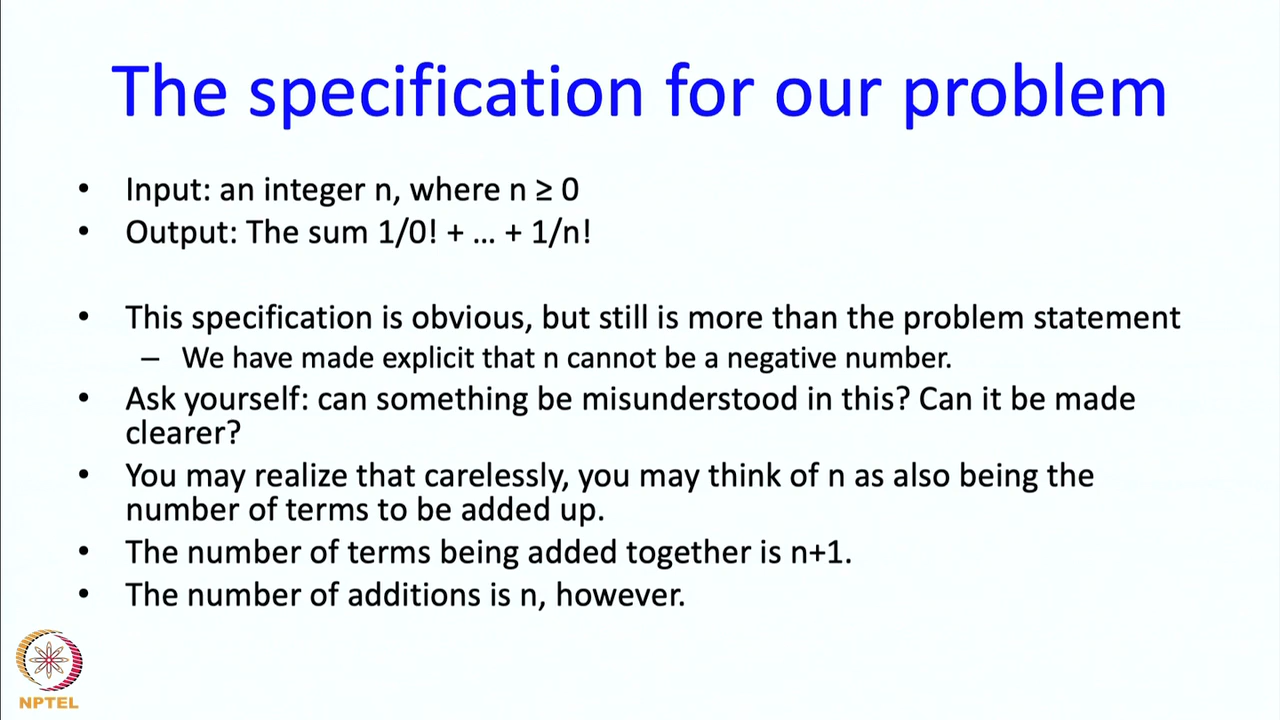 The specification for our problem
• Input: an integer n, where n ≥ 0
• Output: The sum 1/0! + ... + 1/n!
• This specification is obvious, but still is more than the problem statement
– We have made explicit that n cannot be a negative number.
• Ask yourself: can something be misunderstood in this? Can it be made
clearer?
• You may realize that carelessly, you may think of n as also being the
number of terms to be added up.
• The number of terms being added together is n+1.
• The number of additions is n, however.
NPTEL